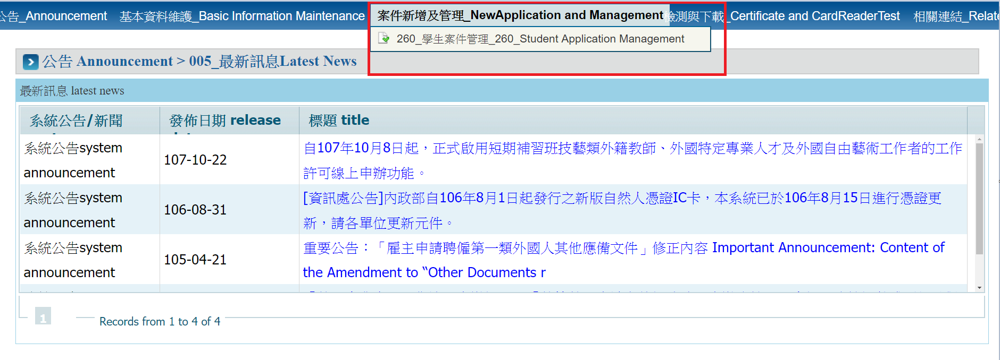 公告_Announcement 基本資料維護_Basic Information Maintenance 案件新增及管理_NewApplication and Management 檢測與下載_Certificate and CardReaderTest 相關連結_Relate
260_學生案件管理_260_Student Application Management
公告 Announcement > 005_最新訊息Latest News
最新訊息 latest news
系統公告/新聞 發佈日期 release 標題 title
系統公告system
announcement
107-10-22
自107年10月8日起，正式啟用短期補習班技藝類外籍教師、外國特定專業人才及外國自由藝術工作者的工作
許可線上申辦功能。
系統公告system
announcement
106-08-31
[資訊處公告]內政部自106年8月1日起發行之新版自然人憑證IC卡，本系統已於106年8月15日進行憑證更
新，請各單位更新元件。
系統公告system
announcement
105-04-21
重要公告：「雇主申請聘僱第一類外國人其他應備文件」修正內容 Important Announcement: Content of
the Amendment to “Other Documents r
1
Records from 1 to 4 of 4